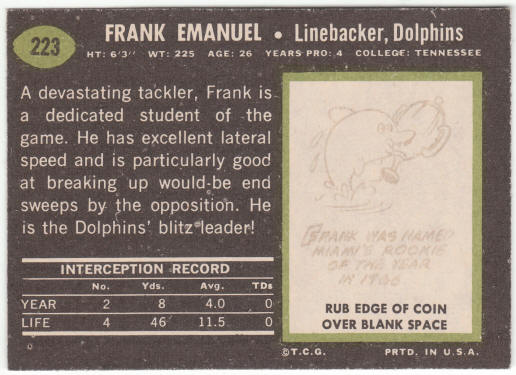 223
FRANK EMANUEL • Linebacker, Dolphins
HT: 6'3" WT: 225 AGE: 26 YEARS PRO: 4 COLLEGE: TENNESSEE
A devastating tackler, Frank is
a dedicated student of the
game. He has excellent lateral
speed and is particularly good
at breaking up would-be end
sweeps by the opposition. He
is the Dolphins' blitz leader!
INTERCEPTION RECORD
No. Yds. Avg. TDs
YEAR 2 8 4.0 0
LIFE 4 46 11.5 0
FRANK WAS NAMED
MIAMI'S ROOKIE
OF THE YEAR
IN 1966
RUB EDGE OF COIN
OVER BLANK SPACE
©T.C.G. PRTD. IN U.S.A.